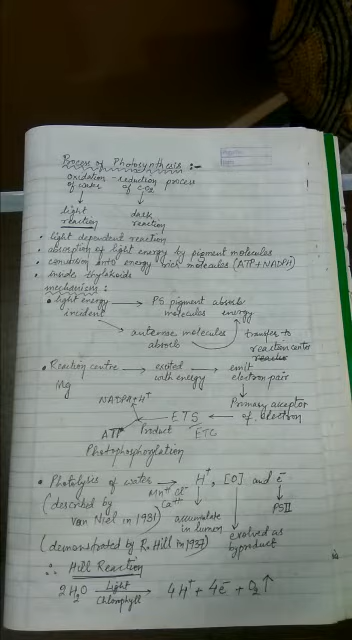 Process of Photosynthesis :-
Oxidation - reduction process
of water of CO2
light dark
reaction reaction
• light dependent reaction
• absorption of light energy by pigment molecules
• conversion into energy rich molecules (ATP + NADPH)
• Inside thylakoids
mechanism :
• light energy → PS pigment absorb
incident molecules energy
→ antennae molecules transfer to
absorb reaction center
• Reaction centre → excited → emit
Mg with energy electron pair
NADPH+H+ Primary acceptor
ETS ← of electron
ATP Product ETC
Photophosphorylation
• Photolysis of water → H+, [O] and e-
Mn++ Cl-
(described by Ca++
Van Niel in 1931) accumulate PSII
in lumen
(demonstrated by R. Hill in 1937) evolved as
byproduct
∴ Hill Reaction
2H2O Light → 4H+ + 4e- + O2↑
Chlorophyll